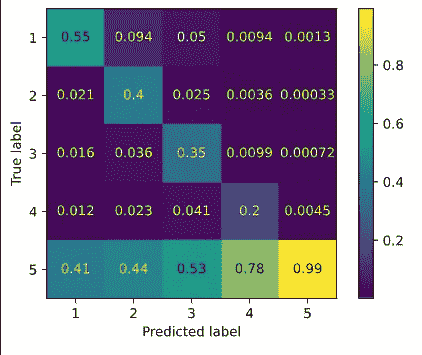 1 0.55 0.094 0.05 0.0094 0.0013
0.8
2 0.021 0.4 0.025 0.0036 0.00033
0.6
True label
3 0.016 0.036 0.35 0.0099 0.00072
0.4
4 0.012 0.023 0.041 0.2 0.0045
0.2
5 0.41 0.44 0.53 0.78 0.99
1 2 3 4 5
Predicted label